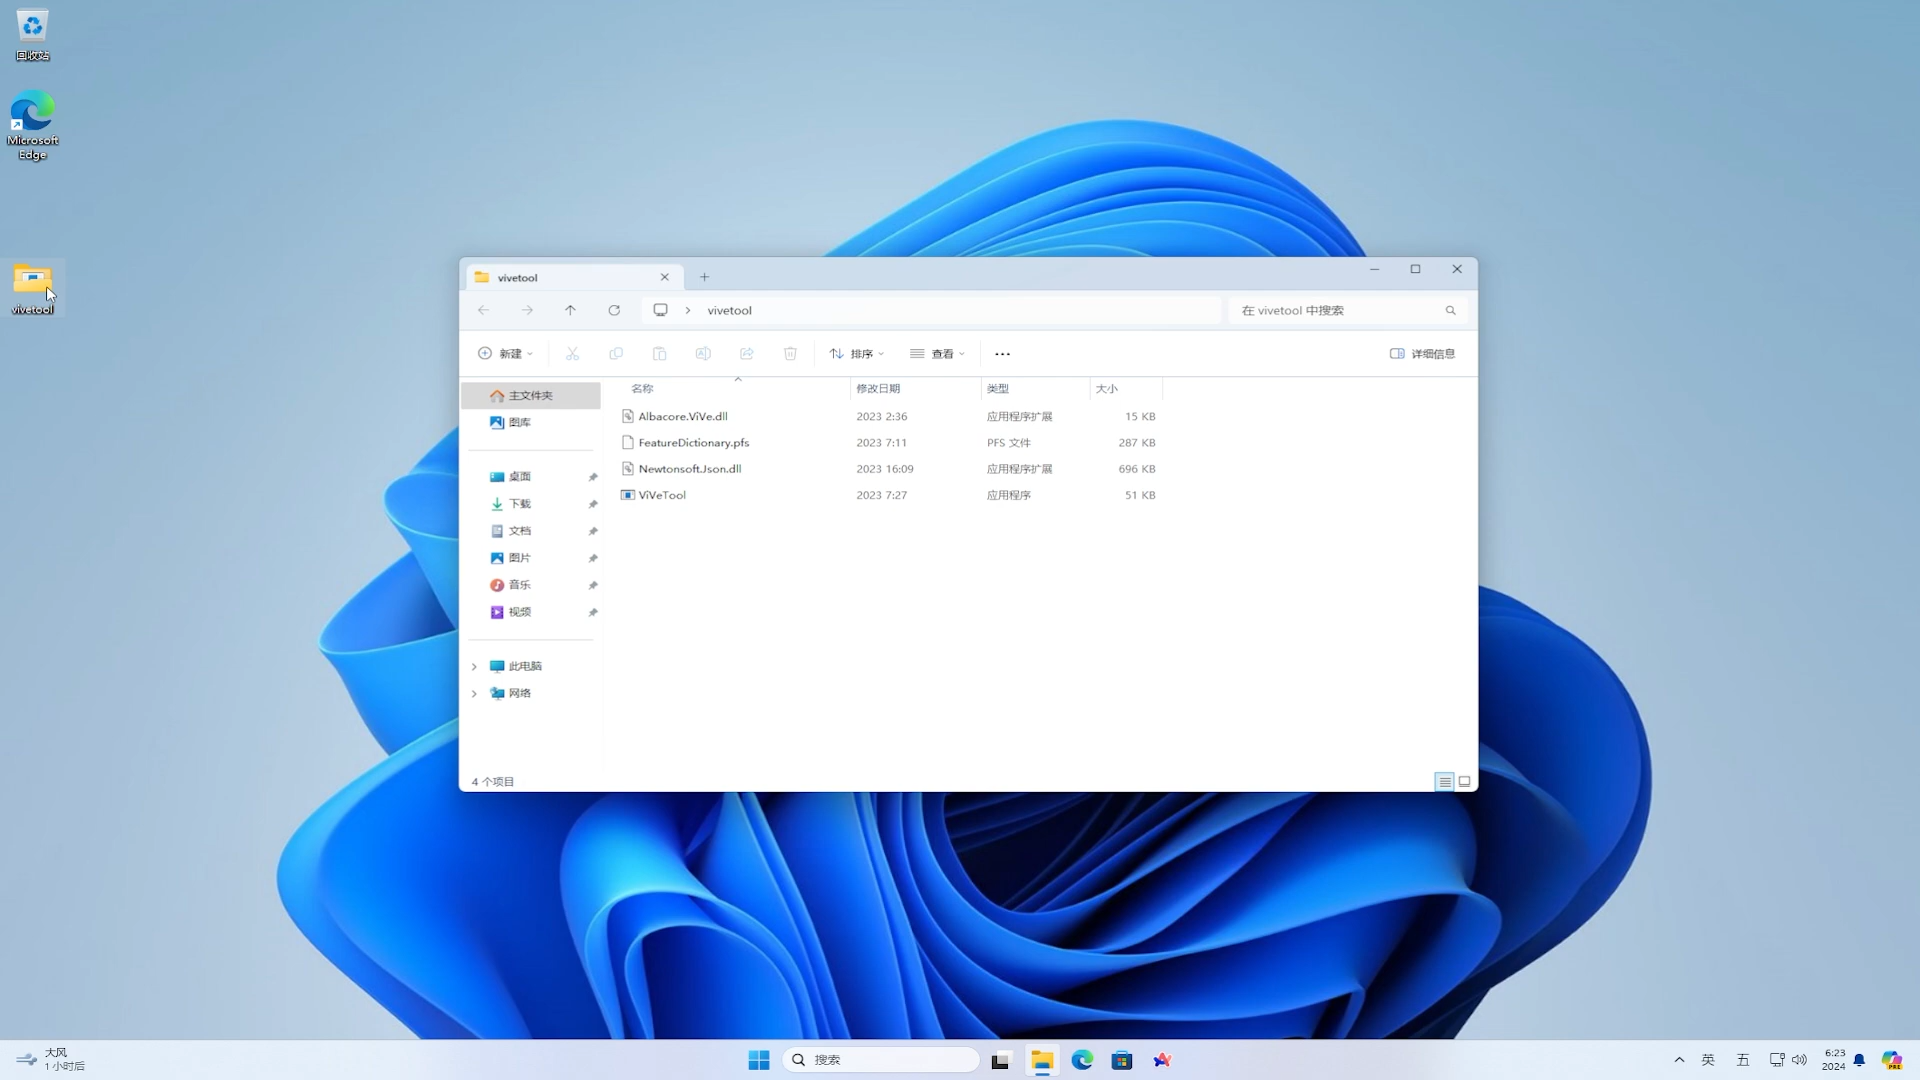 回收站
Microsoft
Edge
vivetool
vivetool
vivetool
在 vivetool 中搜索
新建
排序
查看
详细信息
名称 修改日期 类型 大小
Albacore.ViVe.dll 2023 2:36 应用程序扩展 15 KB
FeatureDictionary.pfs 2023 7:11 PFS 文件 287 KB
Newtonsoft.Json.dll 2023 16:09 应用程序扩展 696 KB
ViVeTool 2023 7:27 应用程序 51 KB
主文件夹
图库
桌面
下载
文档
图片
音乐
视频
此电脑
网络
4 个项目
大风
1 小时后
搜索
英
五
6:23
2024
PRE